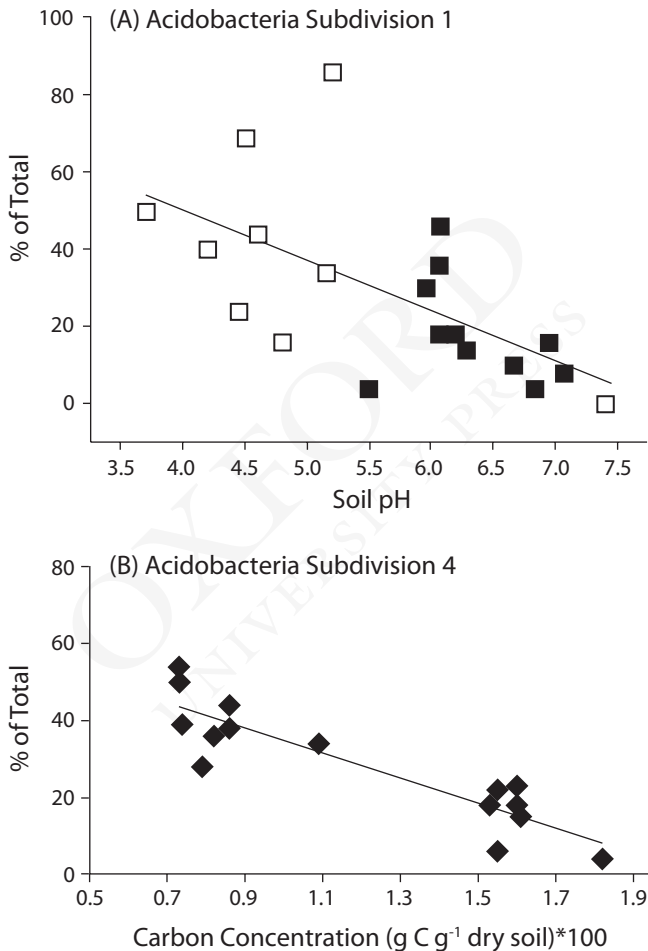 (A) Acidobacteria Subdivision 1
100
80
60
40
20
0
% of Total
3.5 4.0 4.5 5.0 5.5 6.0 6.5 7.0 7.5
Soil pH
OXFORD
UNIVERSITY PRESS
(B) Acidobacteria Subdivision 4
80
60
40
20
0
% of Total
0.5 0.7 0.9 1.1 1.3 1.5 1.7 1.9
Carbon Concentration (g C g⁻¹ dry soil)*100